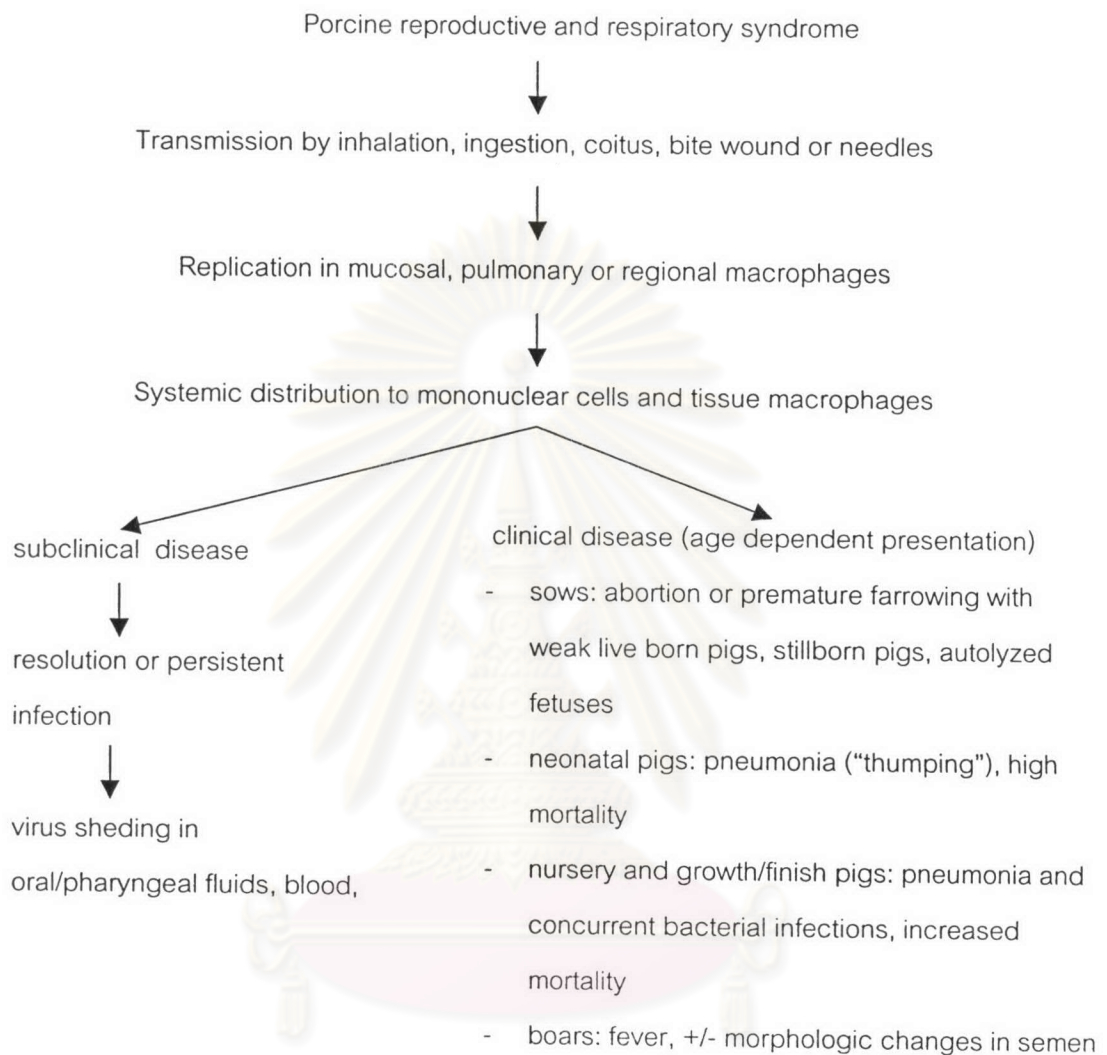 Porcine reproductive and respiratory syndrome
Transmission by inhalation, ingestion, coitus, bite wound or needles
Replication in mucosal, pulmonary or regional macrophages
Systemic distribution to mononuclear cells and tissue macrophages
subclinical disease
resolution or persistent
infection
virus sheding in
oral/pharyngeal fluids, blood,
clinical disease (age dependent presentation)
- sows: abortion or premature farrowing with
weak live born pigs, stillborn pigs, autolyzed
fetuses
- neonatal pigs: pneumonia (“thumping”), high
mortality
- nursery and growth/finish pigs: pneumonia and
concurrent bacterial infections, increased
mortality
- boars: fever, +/- morphologic changes in semen